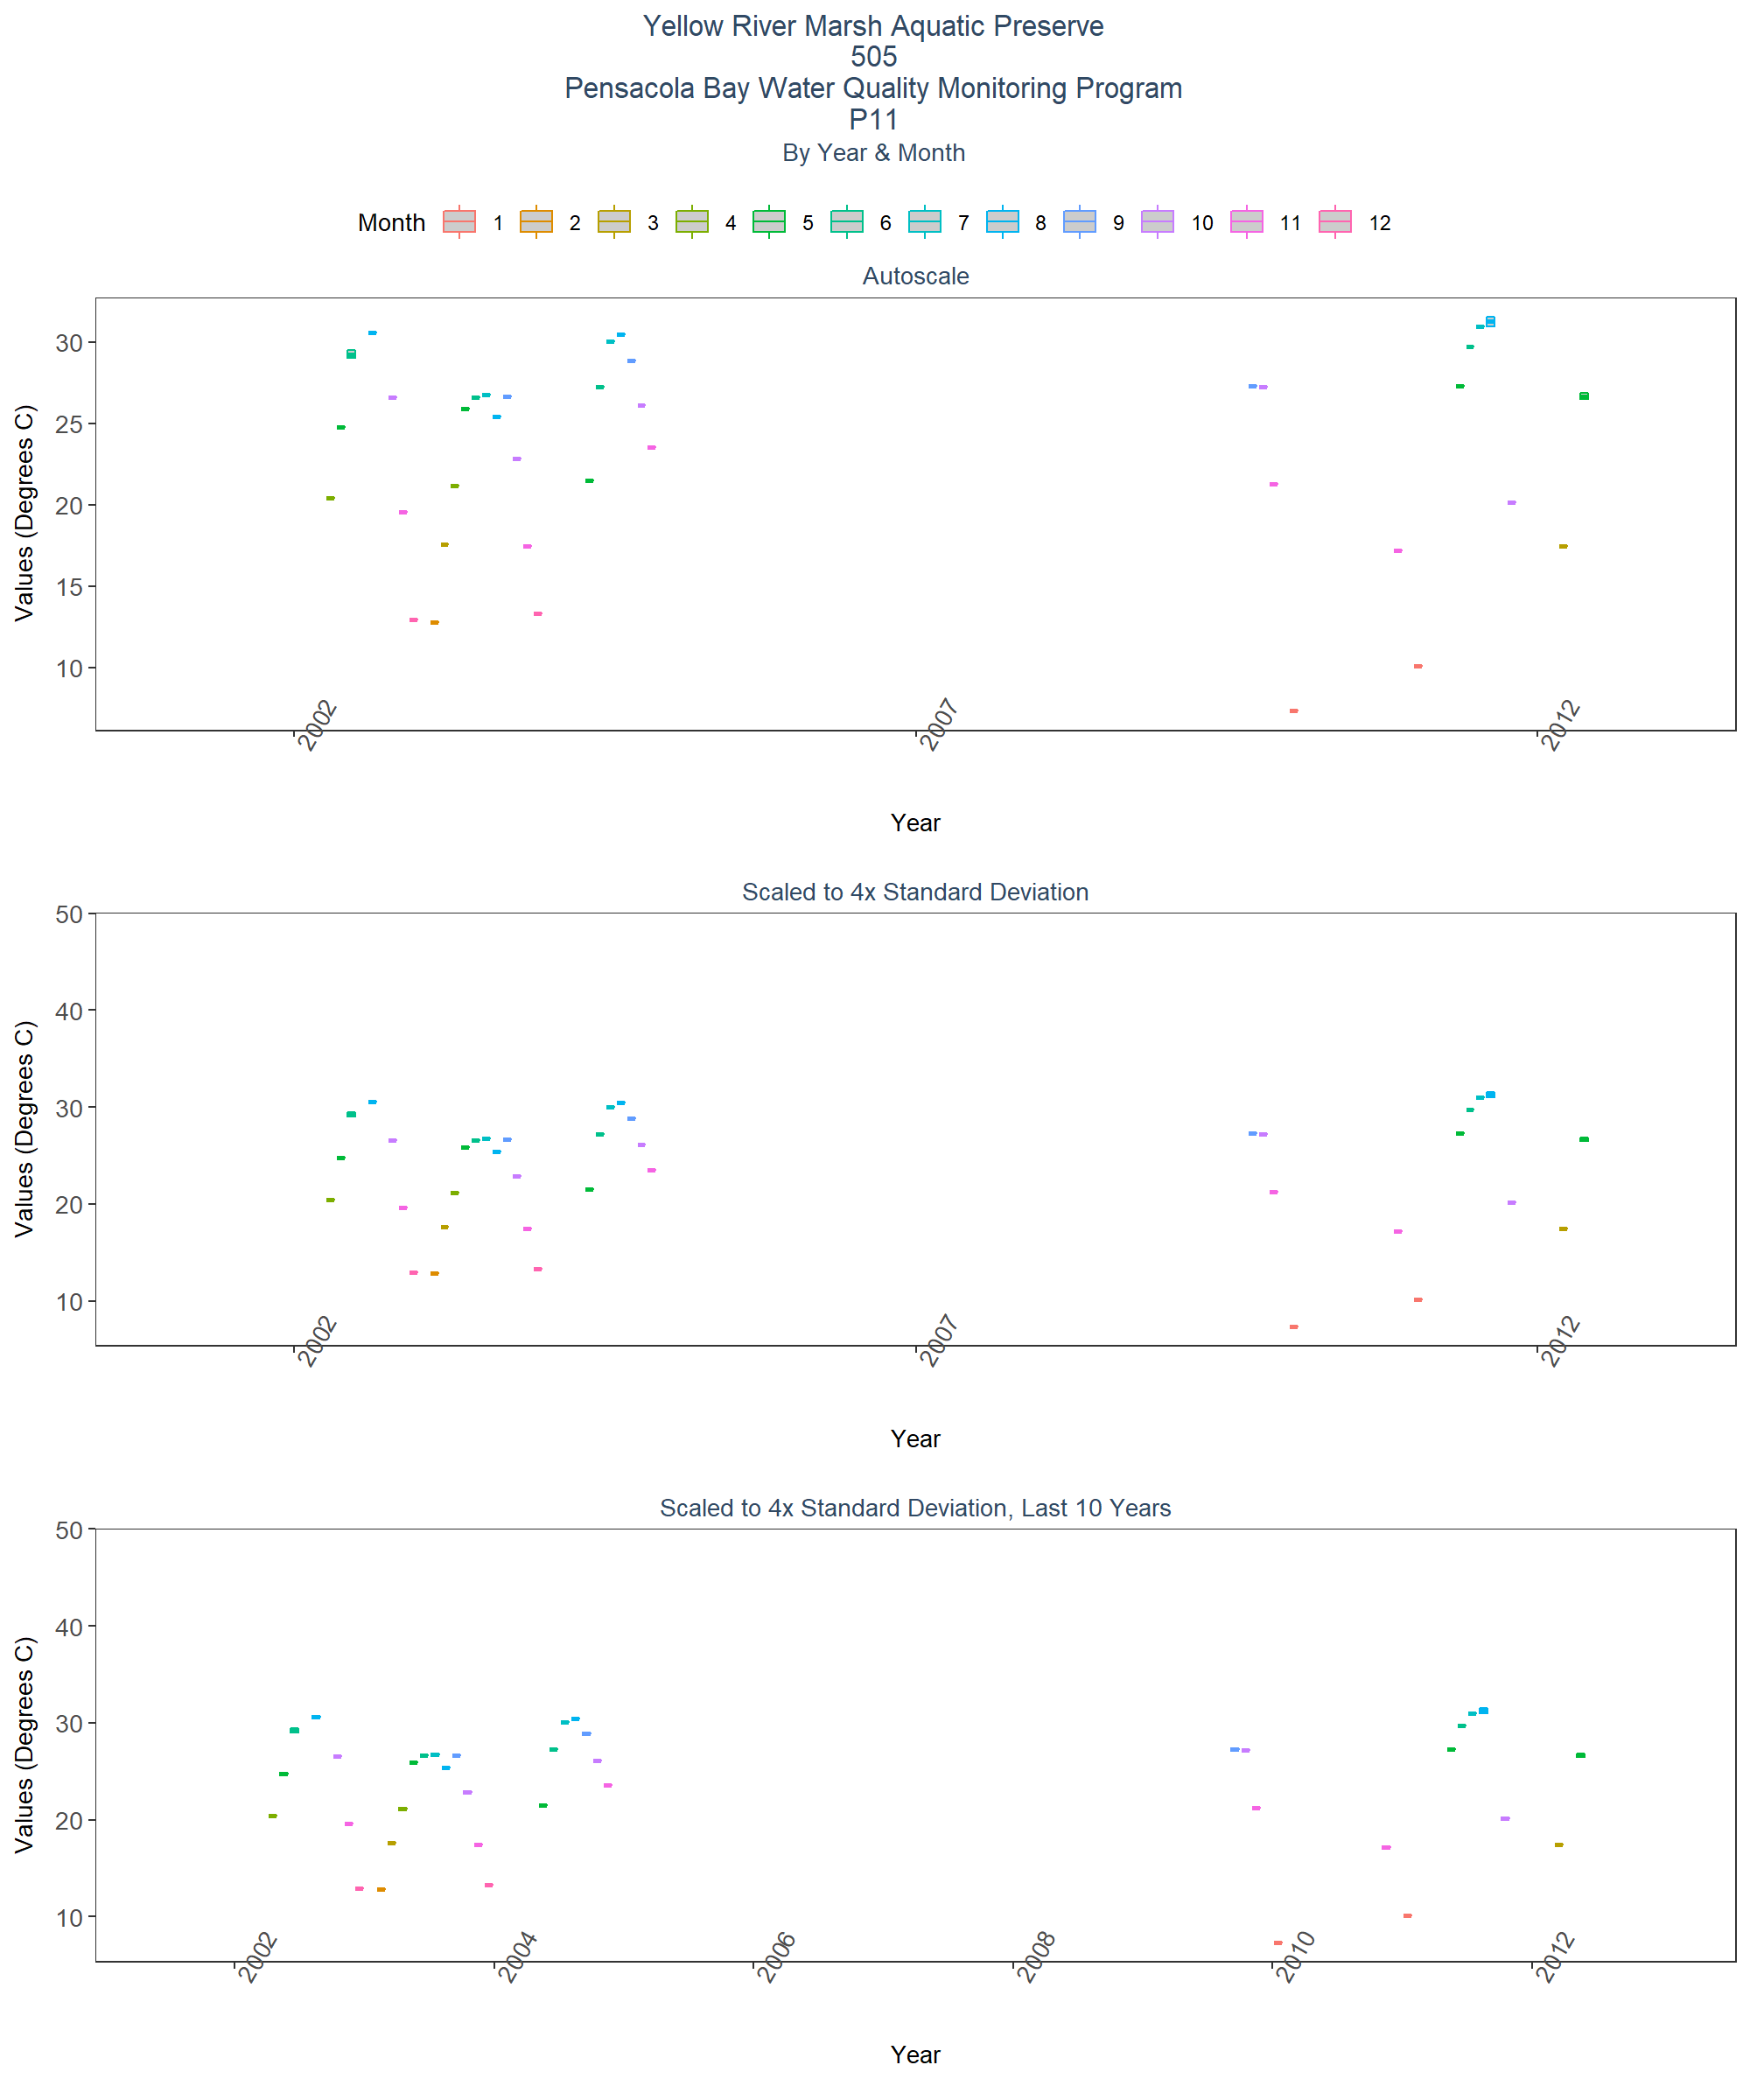 Yellow River Marsh Aquatic Preserve
505
Pensacola Bay Water Quality Monitoring Program
P11
By Year & Month
Month 1 2 3 4 5 6 7 8 9 10 11 12
Autoscale
Values (Degrees C)
30
25
20
15
10
2002 2007 2012
Year
Scaled to 4x Standard Deviation
Values (Degrees C)
50
40
30
20
10
2002 2007 2012
Year
Scaled to 4x Standard Deviation, Last 10 Years
Values (Degrees C)
50
40
30
20
10
2002 2004 2006 2008 2010 2012
Year